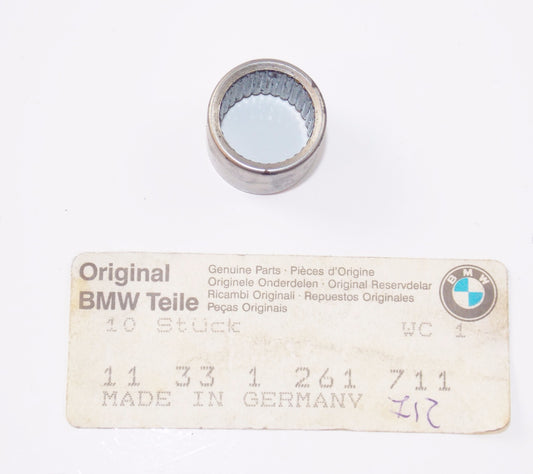 Original
BMW Teile
Genuine Parts · Pièces d'Origine
Originele Onderdelen · Original Reservdelar
Ricambi Originali · Repuestos Originales
Peças Originais
BMW
10 Stück WC 1
11 33 1 261 711
MADE IN GERMANY 712